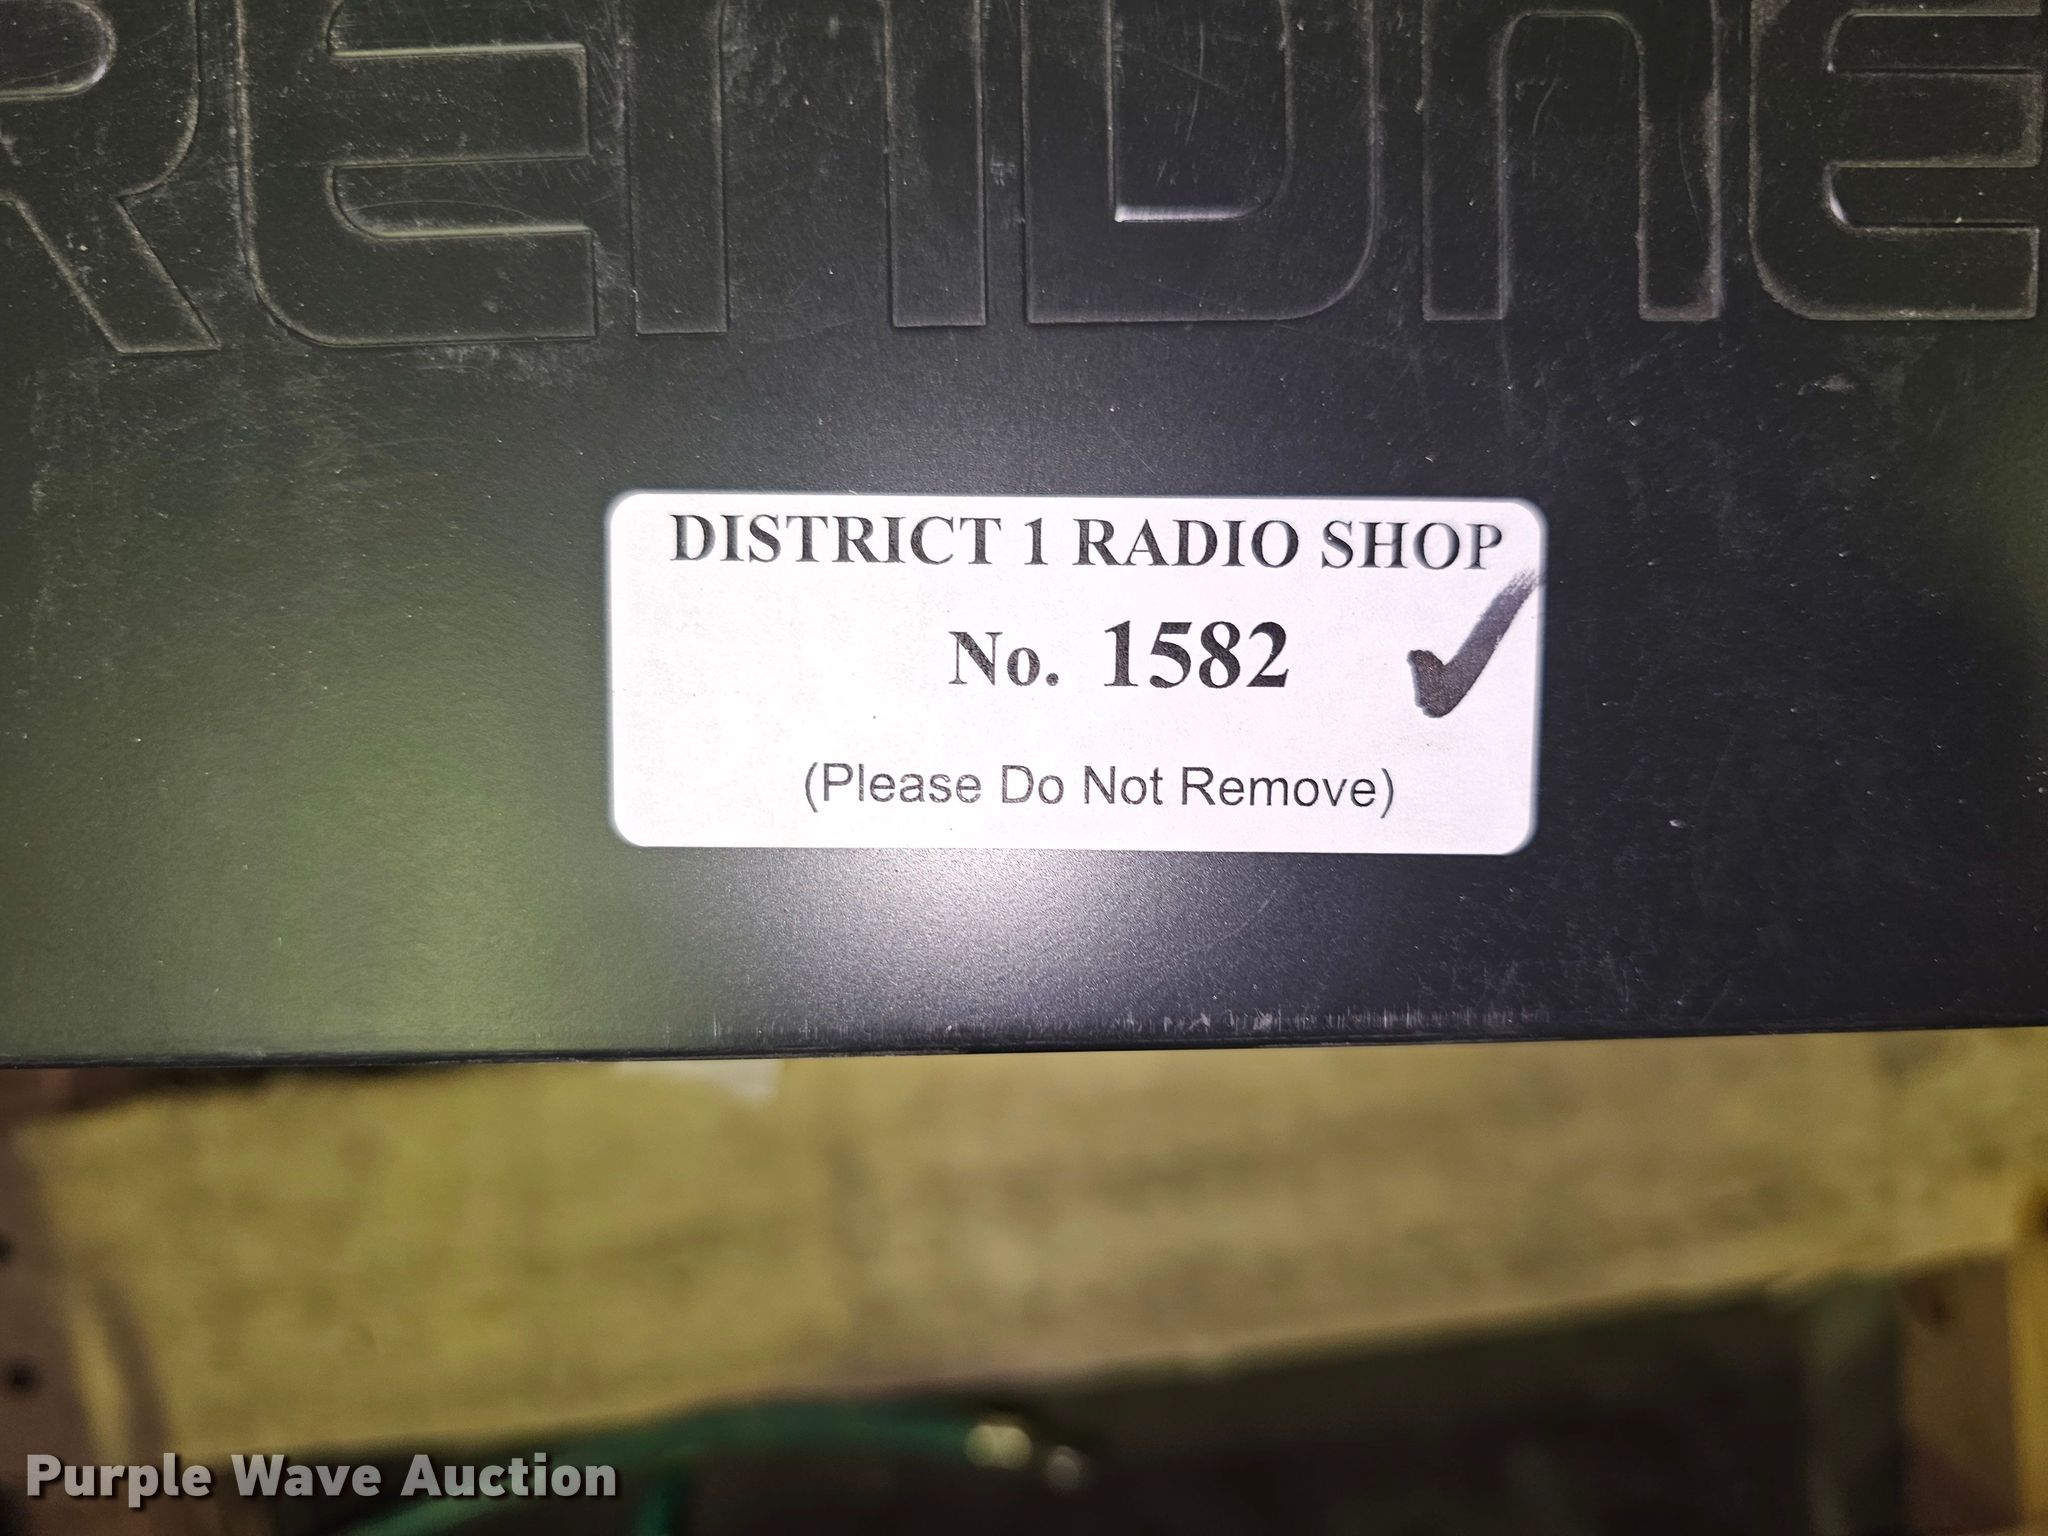 DISTRICT 1 RADIO SHOP
No. 1582
(Please Do Not Remove)
Purple Wave Auction